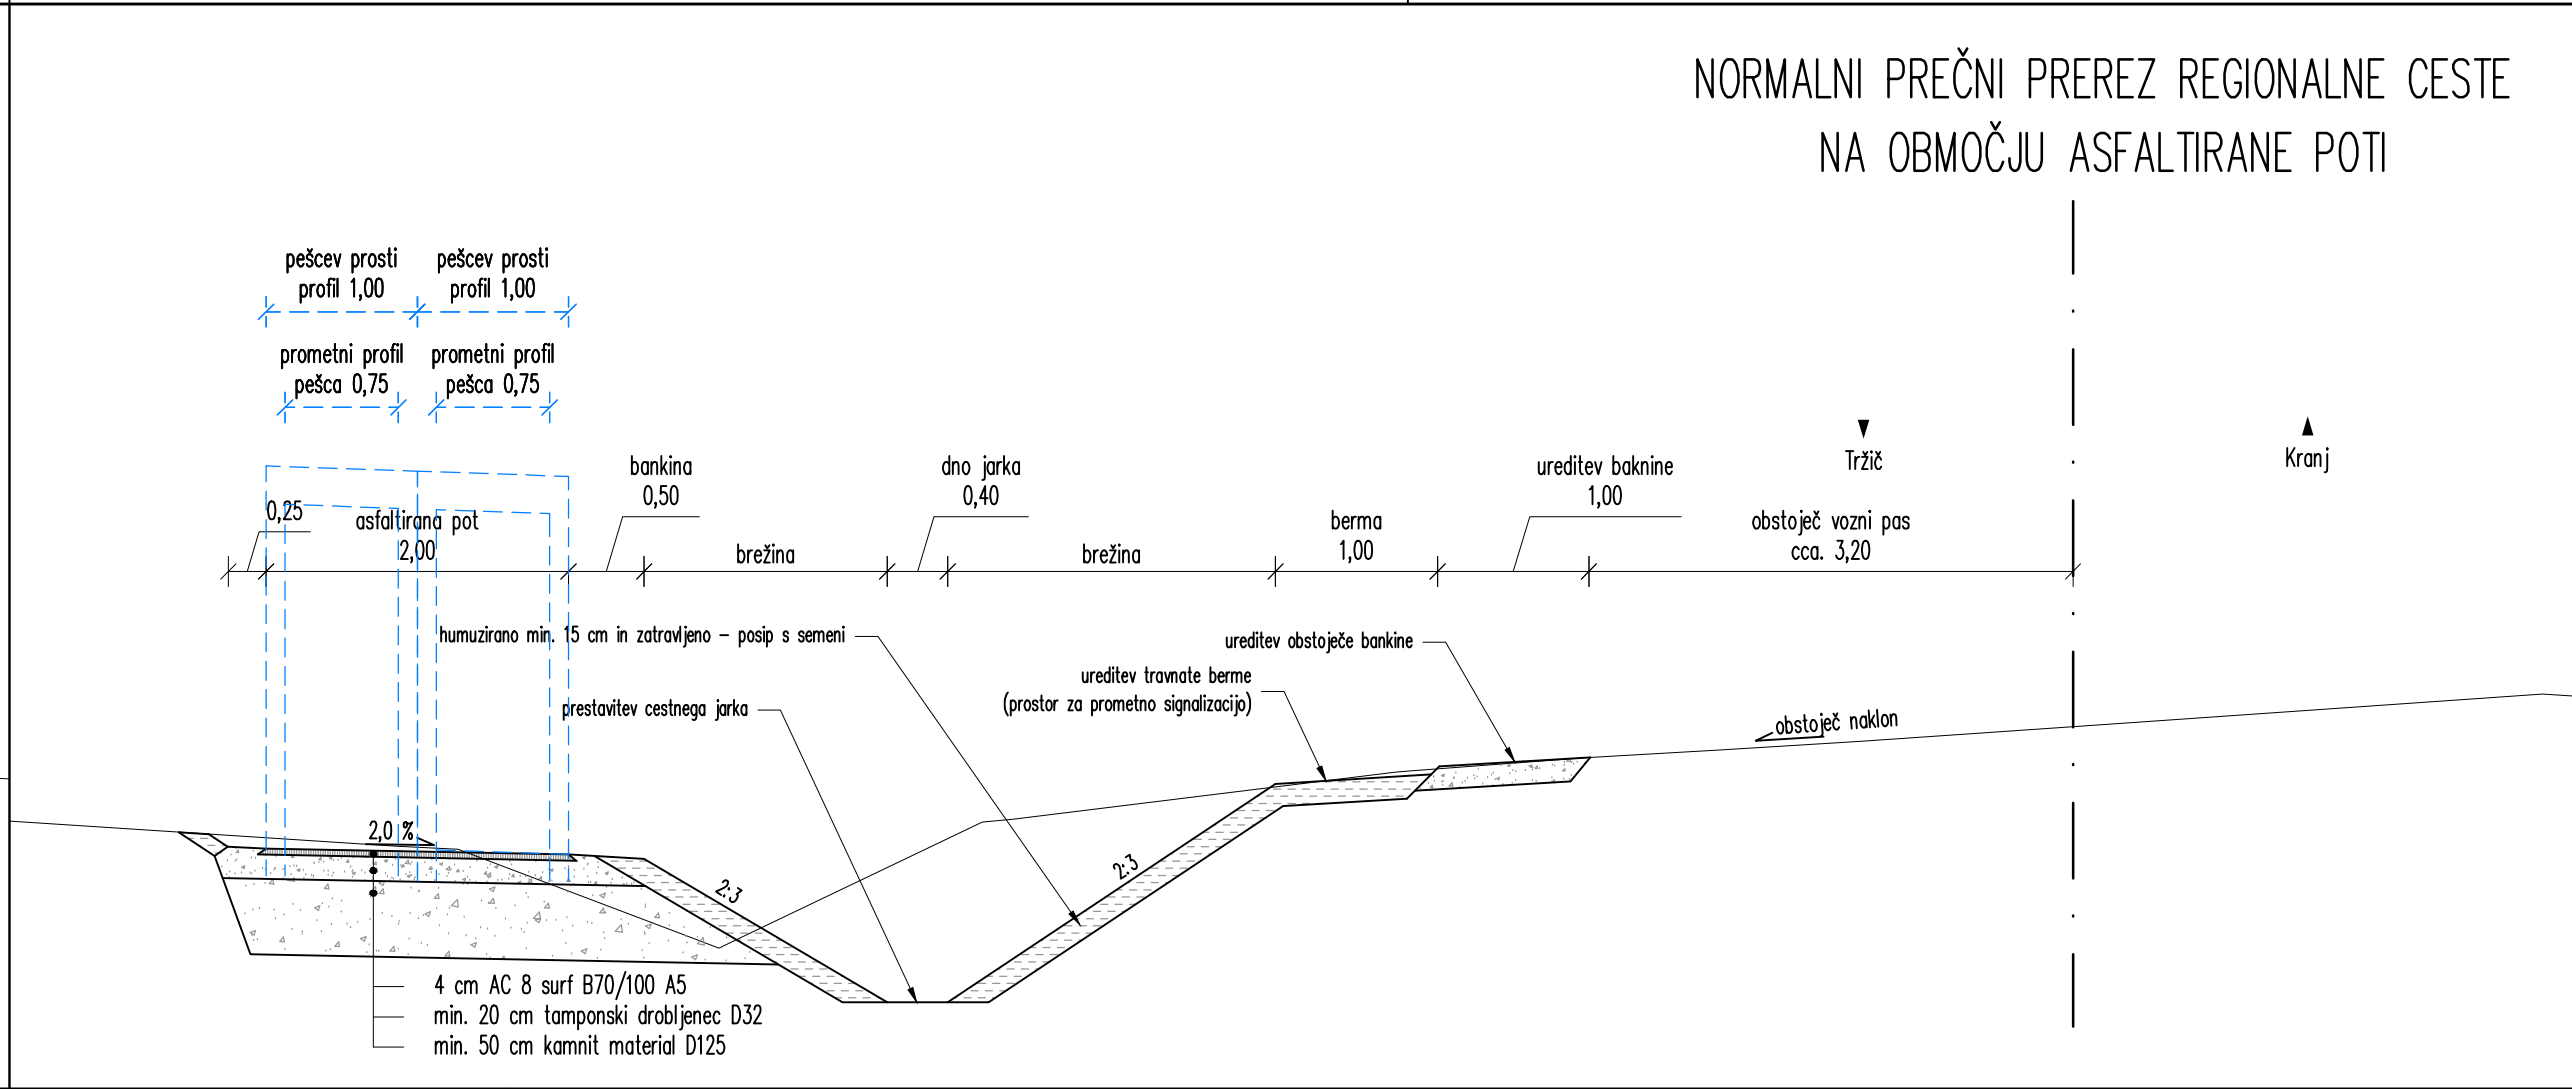 NORMALNI PREČNI PREREZ REGIONALNE CESTE
NA OBMOČJU ASFALTIRANE POTI
pešcev prosti
profil 1,00
pešcev prosti
profil 1,00
prometni profil
pešca 0,75
prometni profil
pešca 0,75
0,25
asfaltirana pot
2,00
bankina
0,50
brežina
dno jarka
0,40
brežina
berma
1,00
ureditev baknine
1,00
obstoječ vozni pas
cca. 3,20
Tržič
Kranj
humuzirano min. 15 cm in zatravljeno – posip s semeni
ureditev obstoječe bankine
ureditev travnate berme
(prostor za prometno signalizacijo)
prestavitev cestnega jarka
obstoječ naklon
2,0 %
2:3
2:3
4 cm AC 8 surf B70/100 A5
min. 20 cm tamponski drobljenec D32
min. 50 cm kamnit material D125